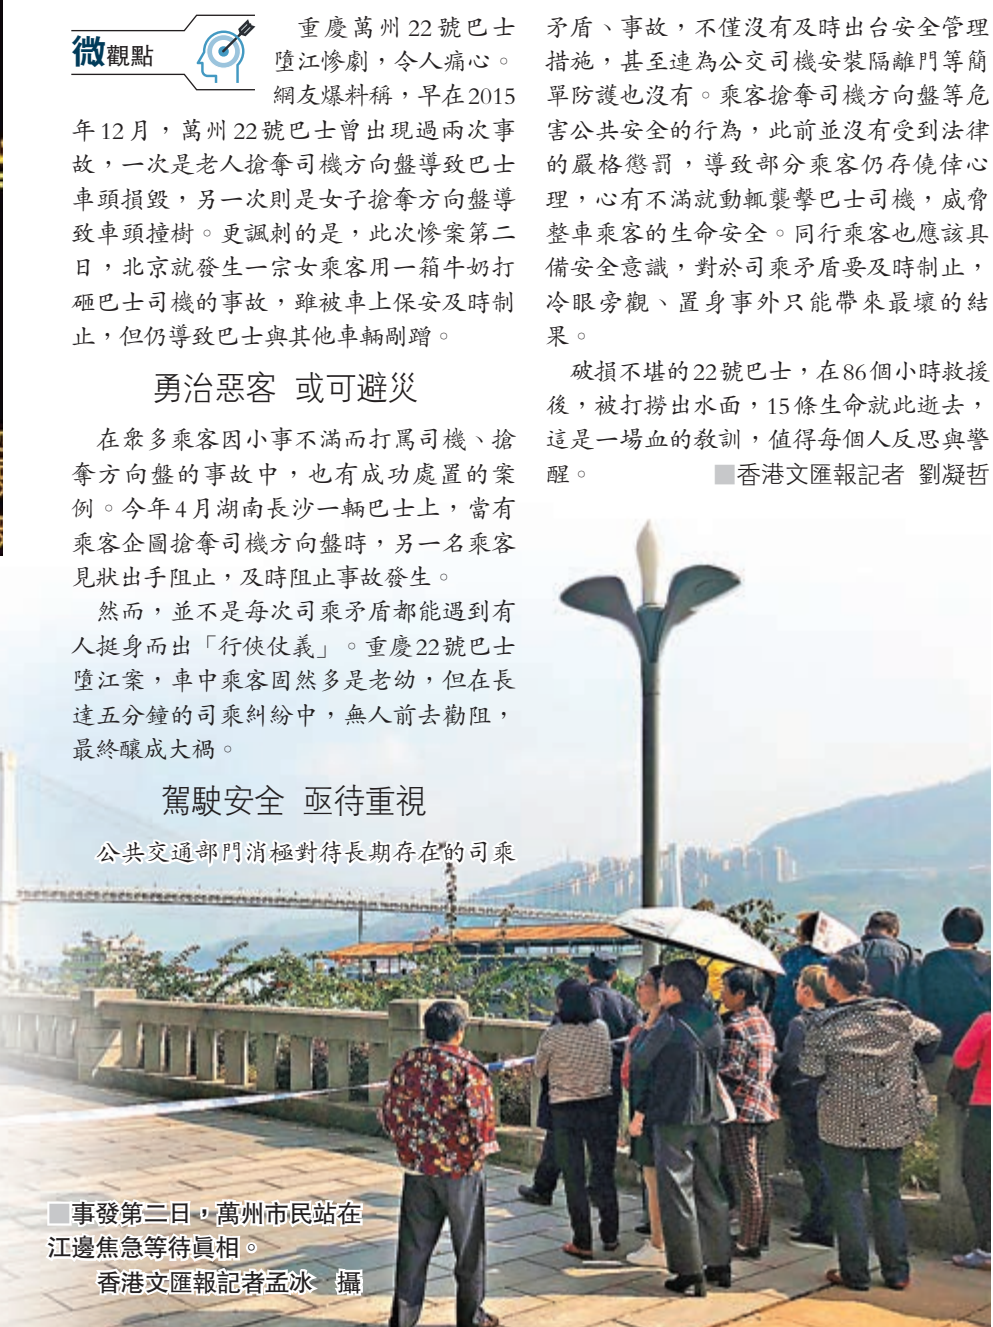 微觀點
重慶萬州22號巴士
墮江慘劇，令人痛心。
網友爆料稱，早在2015
年12月，萬州22號巴士曾出現過兩次事
故，一次是老人搶奪司機方向盤導致巴士
車頭損毀，另一次則是女子搶奪方向盤導
致車頭撞樹。更諷刺的是，此次慘案第二
日，北京就發生一宗女乘客用一箱牛奶打
砸巴士司機的事故，雖被車上保安及時制
止，但仍導致巴士與其他車輛剮蹭。
勇治惡客 或可避災
在眾多乘客因小事不滿而打罵司機、搶
奪方向盤的事故中，也有成功處置的案
例。今年4月湖南長沙一輛巴士上，當有
乘客企圖搶奪司機方向盤時，另一名乘客
見狀出手阻止，及時阻止事故發生。
然而，並不是每次司乘矛盾都能遇到有
人挺身而出「行俠仗義」。重慶22號巴士
墮江案，車中乘客固然多是老幼，但在長
達五分鐘的司乘糾紛中，無人前去勸阻，
最終釀成大禍。
駕駛安全 亟待重視
公共交通部門消極對待長期存在的司乘
矛盾、事故，不僅沒有及時出台安全管理
措施，甚至連為公交司機安裝隔離門等簡
單防護也沒有。乘客搶奪司機方向盤等危
害公共安全的行為，此前並沒有受到法律
的嚴格懲罰，導致部分乘客仍存僥倖心
理，心有不滿就動輒襲擊巴士司機，威脅
整車乘客的生命安全。同行乘客也應該具
備安全意識，對於司乘矛盾要及時制止，
冷眼旁觀、置身事外只能帶來最壞的結
果。
破損不堪的22號巴士，在86個小時救援
後，被打撈出水面，15條生命就此逝去，
這是一場血的教訓，值得每個人反思與警
醒。 ■香港文匯報記者 劉凝哲
■事發第二日，萬州市民站在
江邊焦急等待真相。
香港文匯報記者孟冰 攝